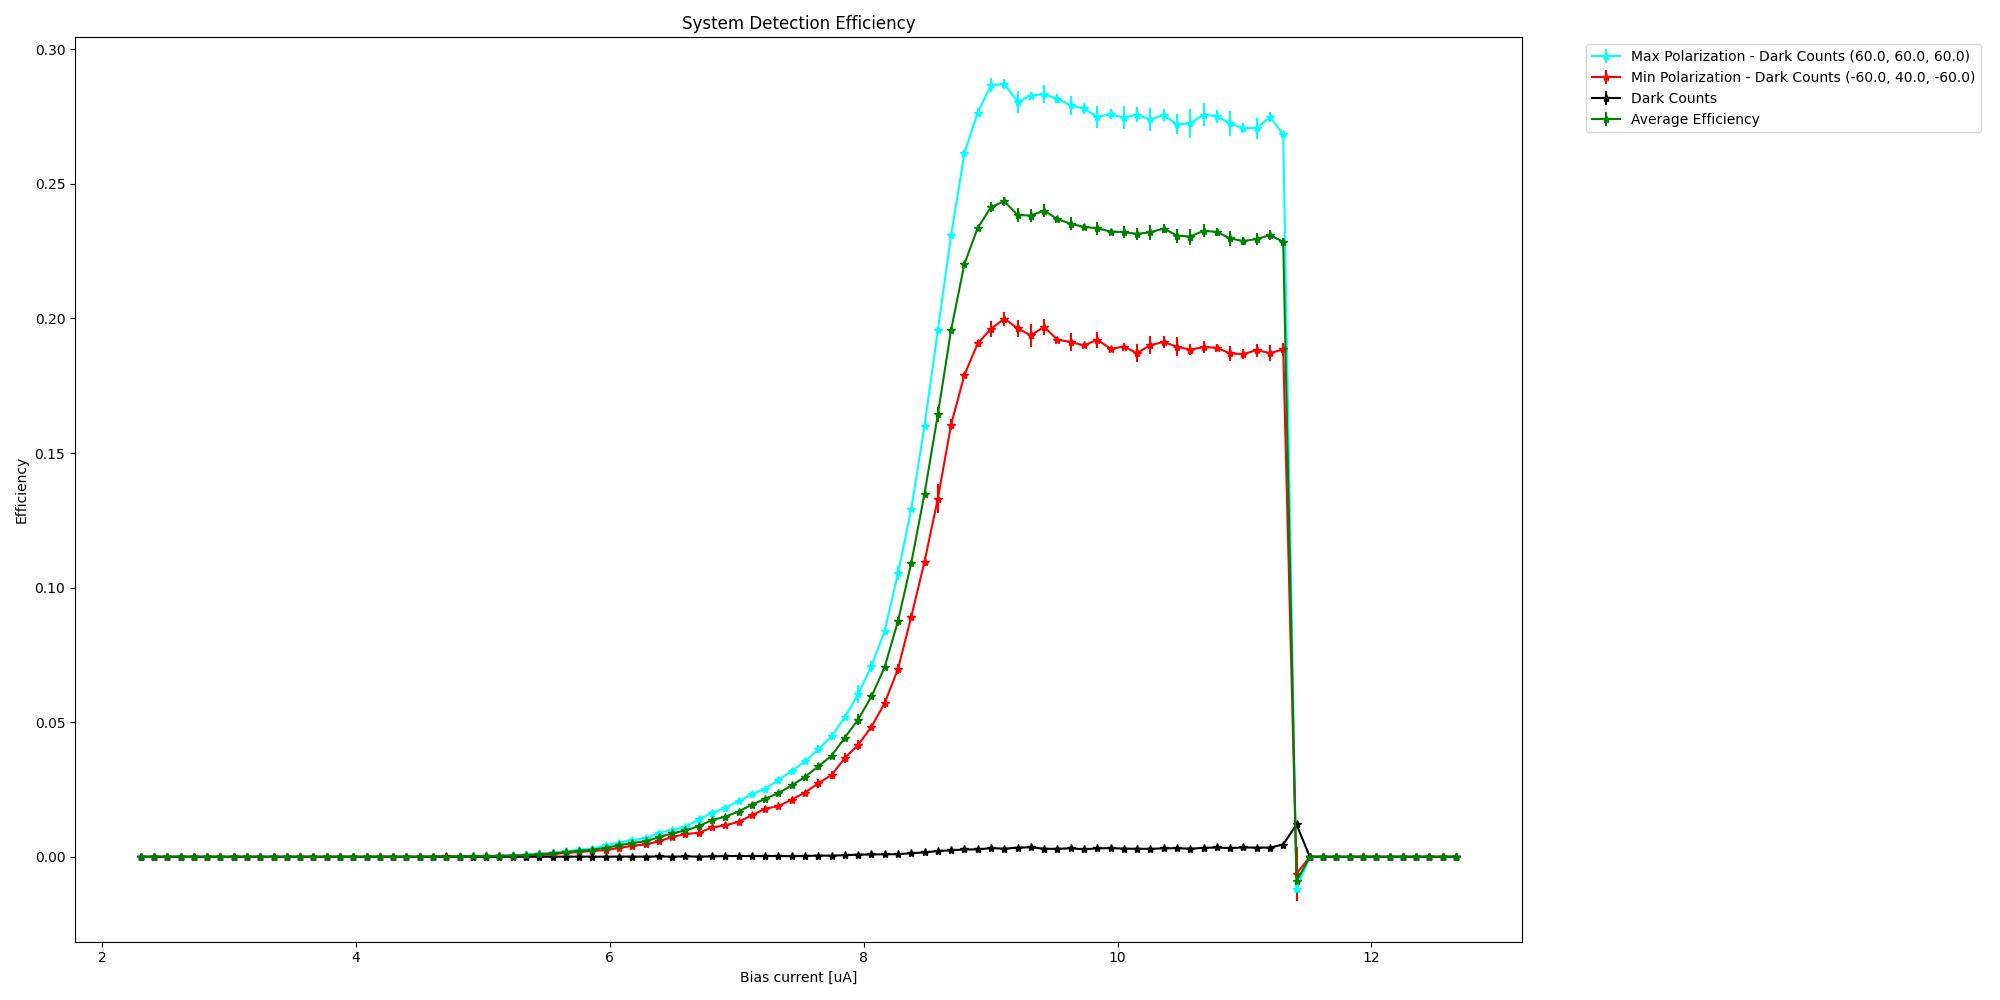 System Detection Efficiency
Max Polarization - Dark Counts (60.0, 60.0, 60.0)
Min Polarization - Dark Counts (-60.0, 40.0, -60.0)
Dark Counts
Average Efficiency
0.30
0.25
0.20
0.15
0.10
0.05
0.00
Efficiency
2 4 6 8 10 12
Bias current [uA]